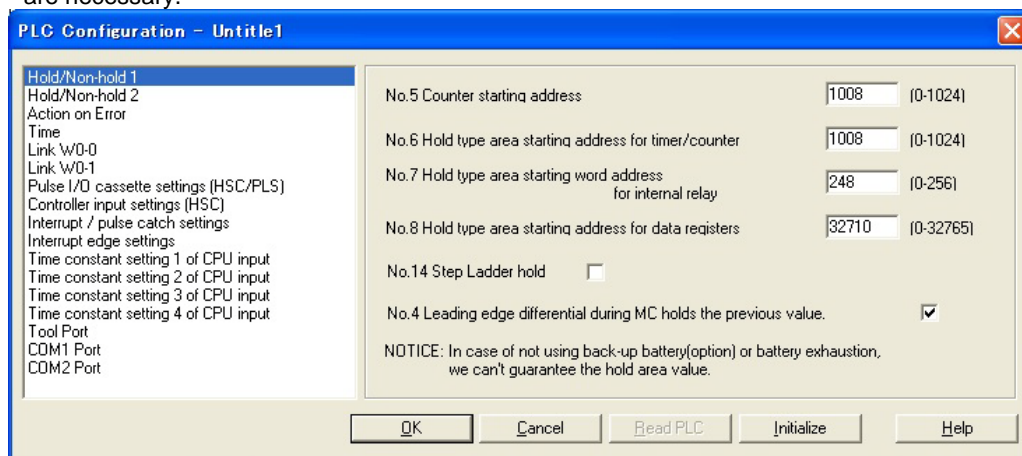 are necessary.
PLC Configuration - Untitle1
Hold/Non-hold 1
Hold/Non-hold 2
Action on Error
Time
Link W0-0
Link W0-1
Pulse I/O cassette settings (HSC/PLS)
Controller input settings (HSC)
Interrupt / pulse catch settings
Interrupt edge settings
Time constant setting 1 of CPU input
Time constant setting 2 of CPU input
Time constant setting 3 of CPU input
Time constant setting 4 of CPU input
Tool Port
COM1 Port
COM2 Port
No.5 Counter starting address 1008 (0-1024)
No.6 Hold type area starting address for timer/counter 1008 (0-1024)
No.7 Hold type area starting word address
for internal relay 248 (0-256)
No.8 Hold type area starting address for data registers 32710 (0-32765)
No.14 Step Ladder hold
No.4 Leading edge differential during MC holds the previous value.
NOTICE: In case of not using back-up battery(option) or battery exhaustion,
we can't guarantee the hold area value.
OK Cancel Read PLC Initialize Help